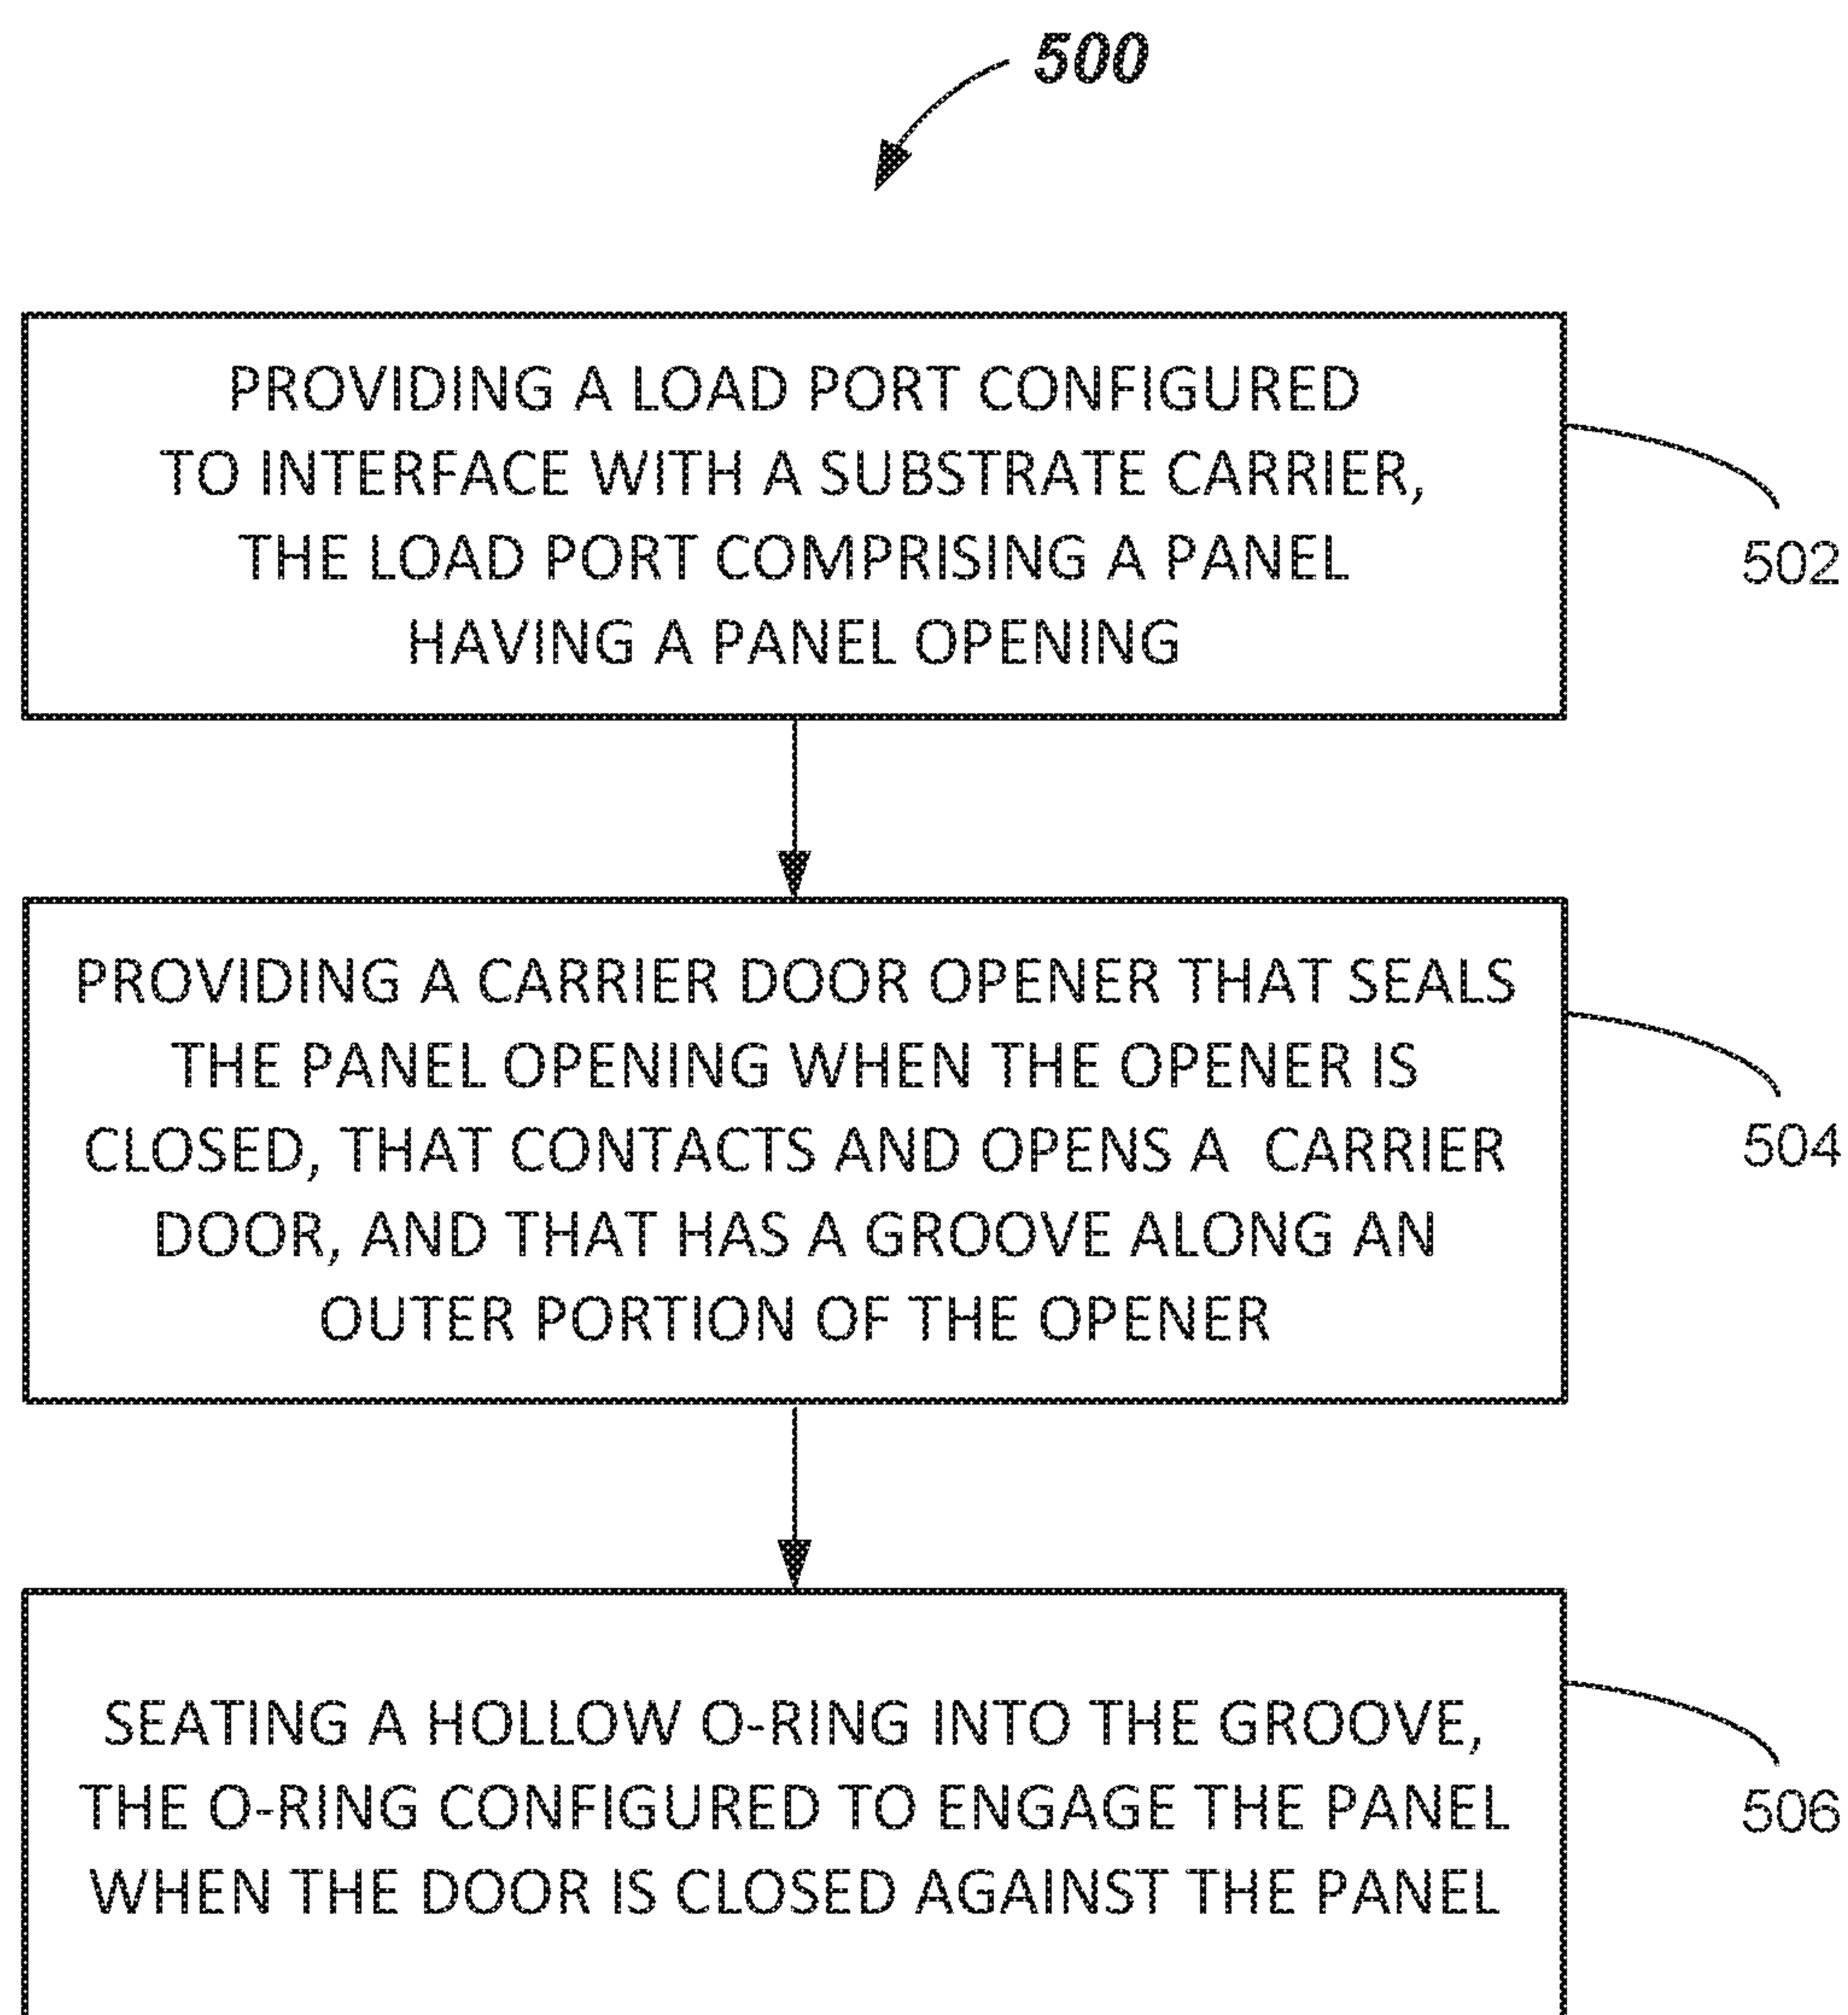 500
PROVIDING A LOAD PORT CONFIGURED
TO INTERFACE WITH A SUBSTRATE CARRIER,
THE LOAD PORT COMPRISING A PANEL
HAVING A PANEL OPENING
502
PROVIDING A CARRIER DOOR OPENER THAT SEALS
THE PANEL OPENING WHEN THE OPENER IS
CLOSED, THAT CONTACTS AND OPENS A CARRIER
DOOR, AND THAT HAS A GROOVE ALONG AN
OUTER PORTION OF THE OPENER
504
SEATING A HOLLOW O-RING INTO THE GROOVE,
THE O-RING CONFIGURED TO ENGAGE THE PANEL
WHEN THE DOOR IS CLOSED AGAINST THE PANEL
506